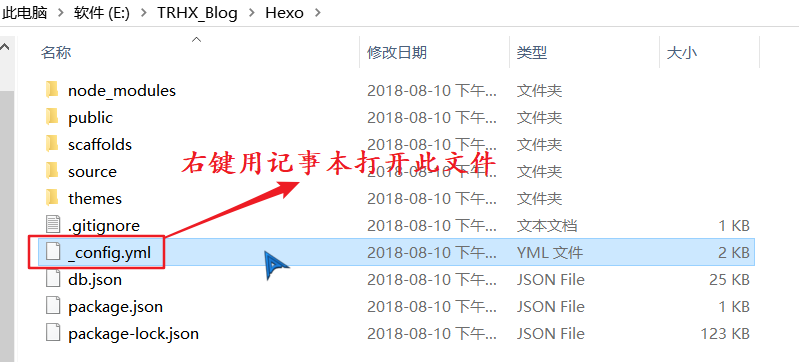 此电脑 > 软件 (E:) > TRHX_Blog > Hexo >
名称 修改日期 类型 大小
node_modules 2018-08-10 下午... 文件夹
public 2018-08-10 下午... 文件夹
scaffolds 2018-08-10 下午... 文件夹
source 2018-08-10 下午... 文件夹
右键用记事本打开此文件
themes 2018-08-10 下午... 文件夹
.gitignore 2018-08-10 下午... 文本文档 1 KB
_config.yml 2018-08-10 下午... YML 文件 2 KB
db.json 2018-08-10 下午... JSON File 25 KB
package.json 2018-08-10 下午... JSON File 1 KB
package-lock.json 2018-08-10 下午... JSON File 123 KB